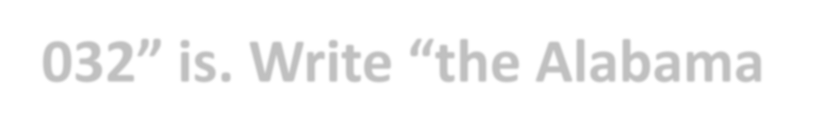 032” is. Write “the Alabama